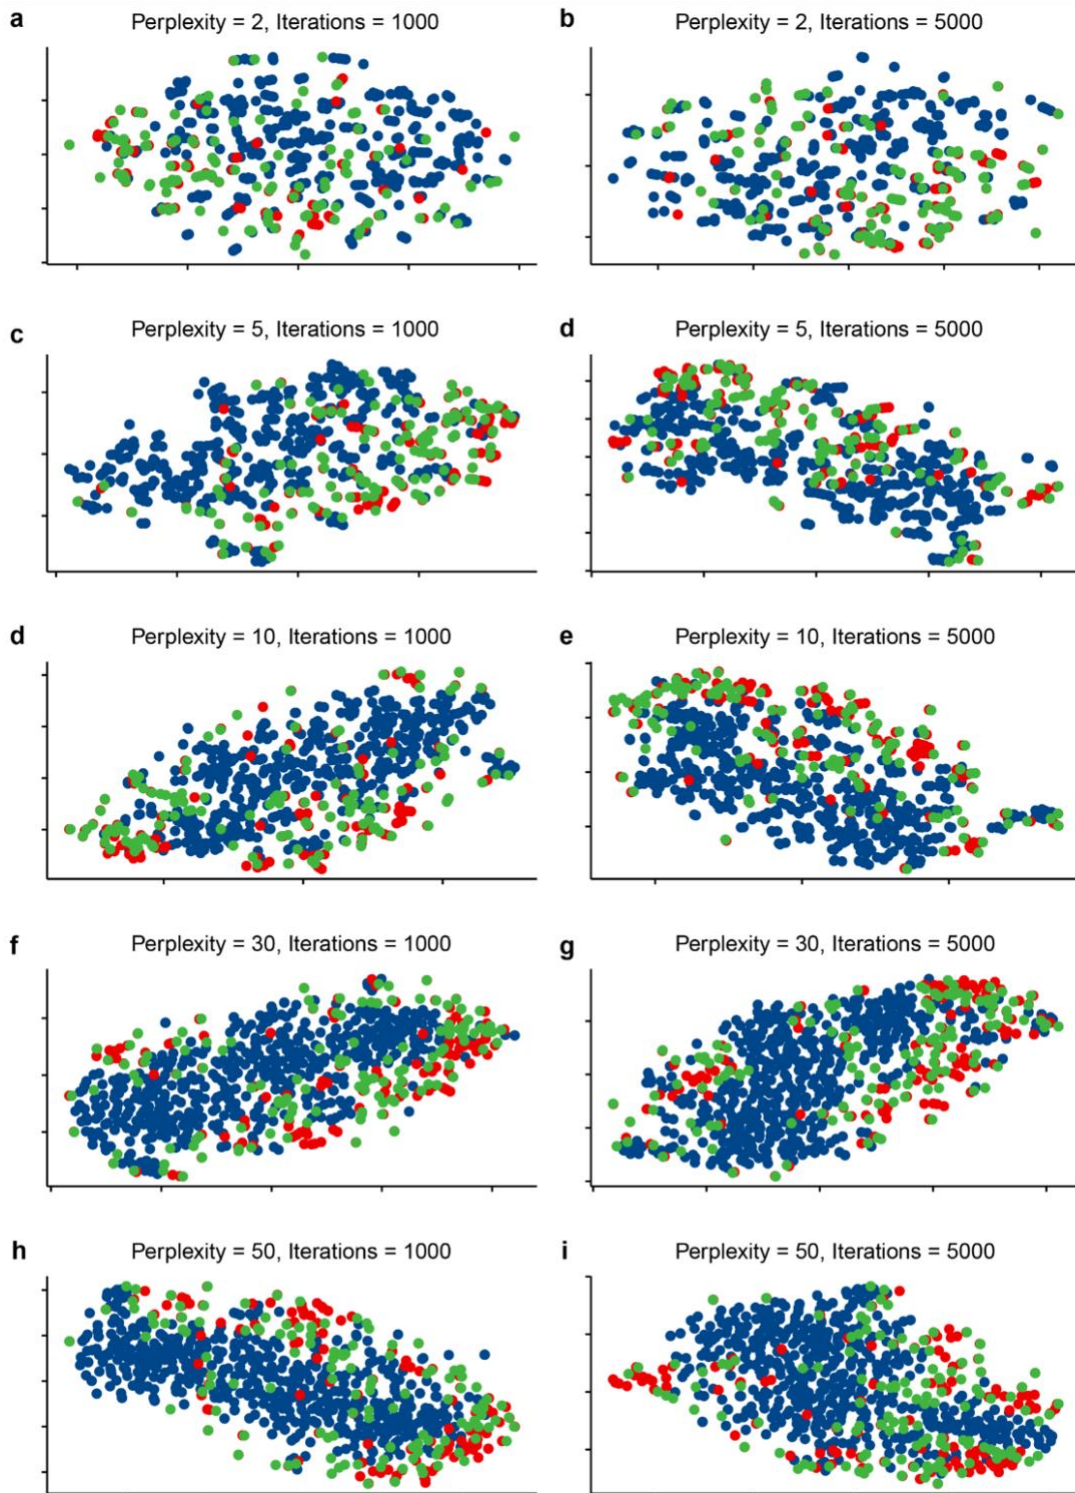 a Perplexity = 2, Iterations = 1000
b Perplexity = 2, Iterations = 5000
c Perplexity = 5, Iterations = 1000
d Perplexity = 5, Iterations = 5000
d Perplexity = 10, Iterations = 1000
e Perplexity = 10, Iterations = 5000
f Perplexity = 30, Iterations = 1000
g Perplexity = 30, Iterations = 5000
h Perplexity = 50, Iterations = 1000
i Perplexity = 50, Iterations = 5000